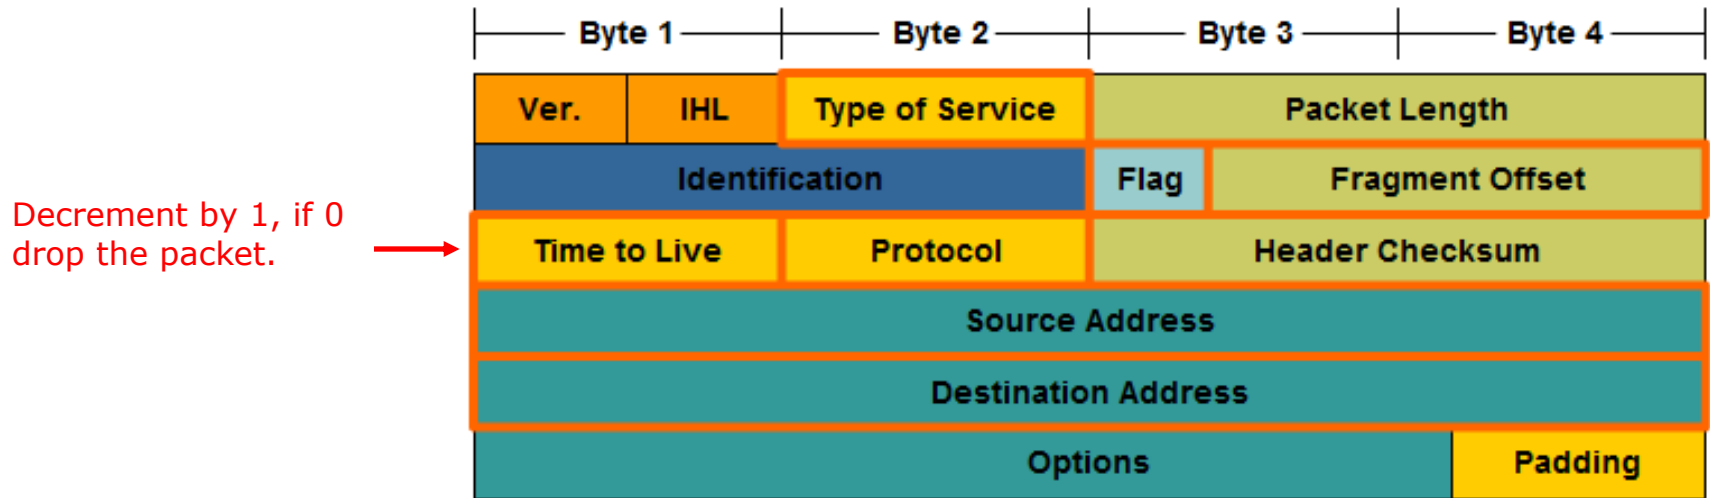 Byte 1 Byte 2 Byte 3 Byte 4
Ver. IHL Type of Service Packet Length
Identification Flag Fragment Offset
Decrement by 1, if 0
drop the packet.
Time to Live Protocol Header Checksum
Source Address
Destination Address
Options Padding